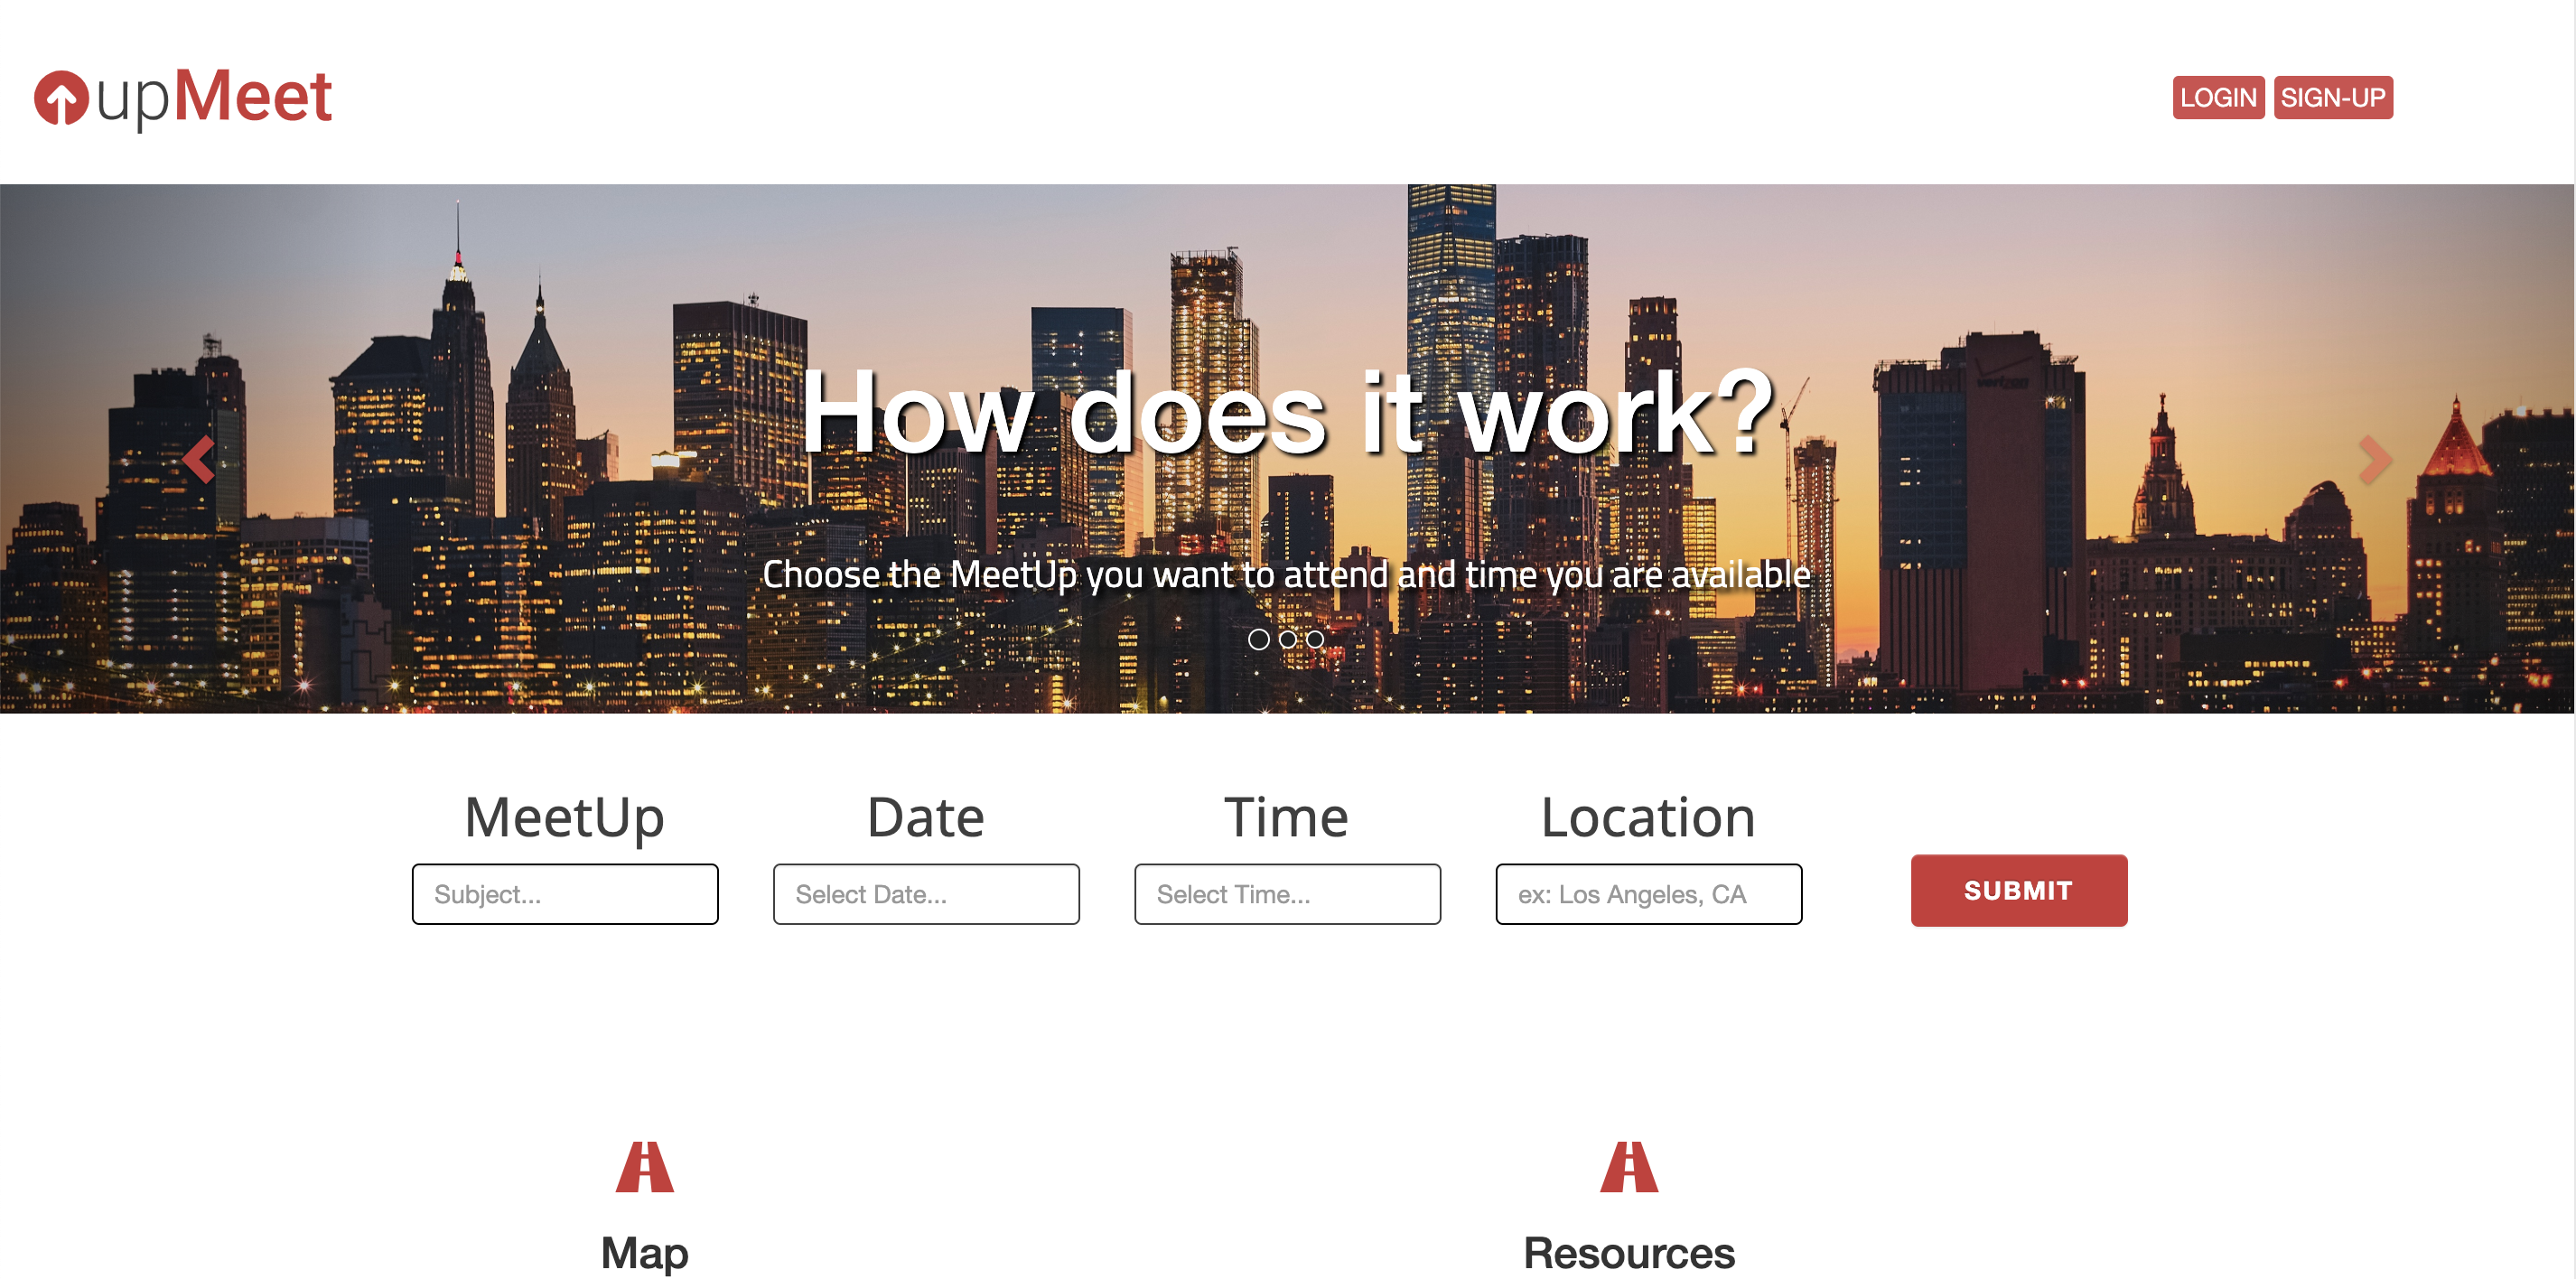 upMeet
LOGIN SIGN-UP
verizon
How does it work?
Choose the MeetUp you want to attend and time you are available
MeetUp Date Time Location
Subject... Select Date... Select Time... ex: Los Angeles, CA SUBMIT
Map Resources